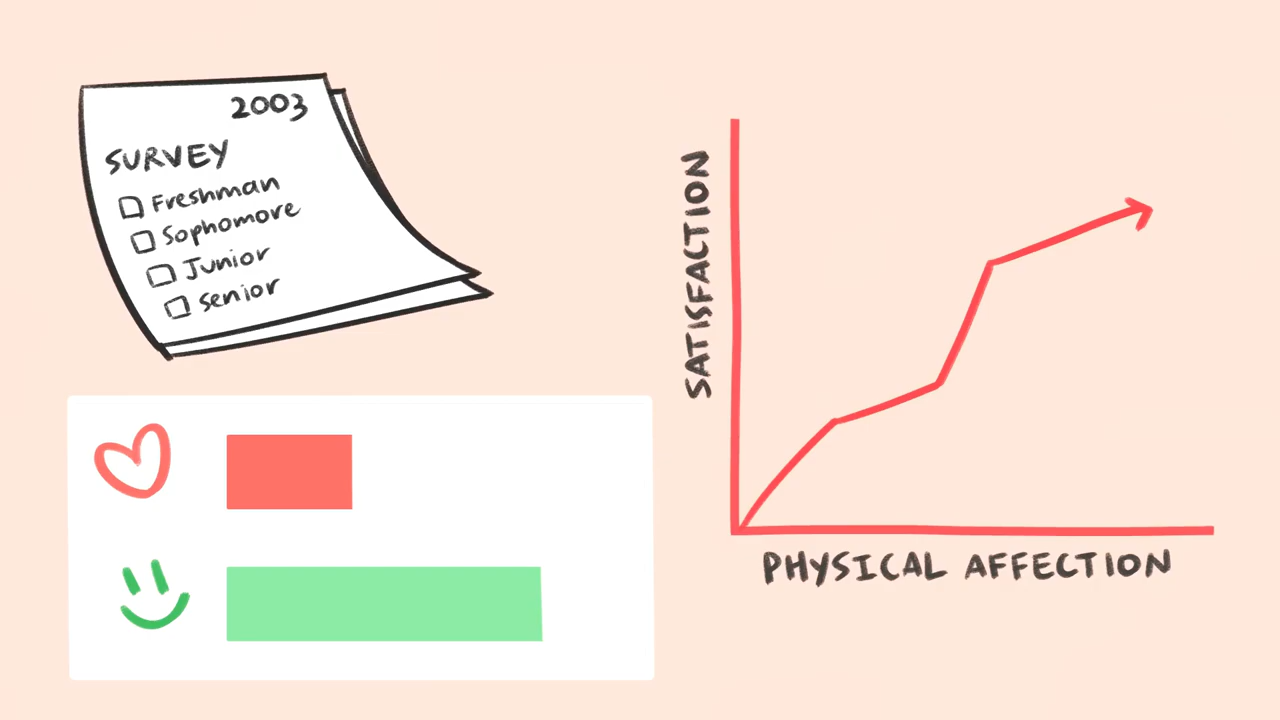 2003
SURVEY
Freshman
Sophomore
Junior
Senior
SATISFACTION
PHYSICAL AFFECTION